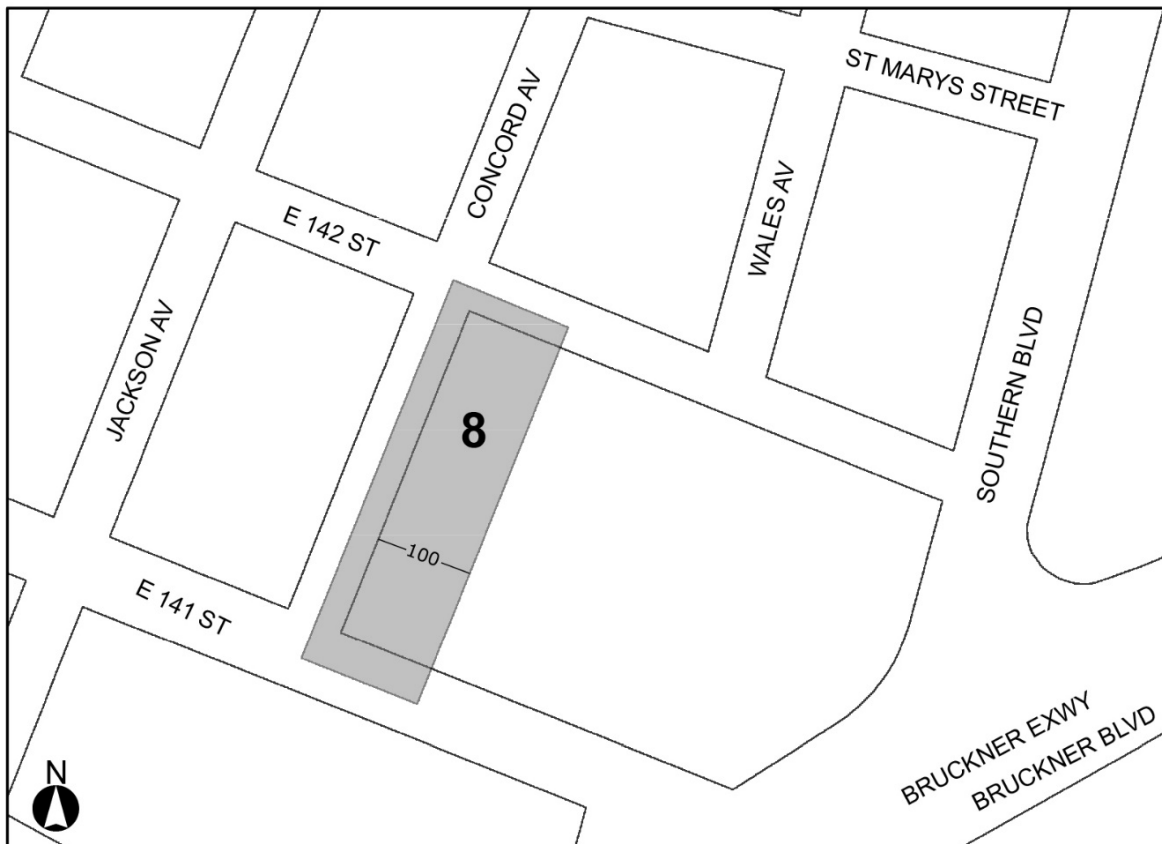 ST MARYS STREET
CONCORD AV
WALES AV
E 142 ST
JACKSON AV
SOUTHERN BLVD
8
100
E 141 ST
BRUCKNER EXWY
BRUCKNER BLVD
N